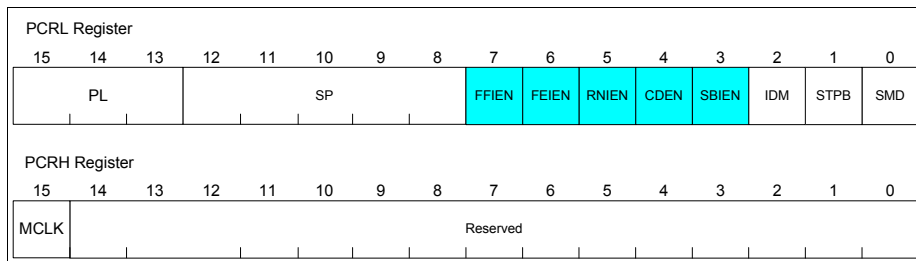 PCRL Register
15 14 13 12 11 10 9 8 7 6 5 4 3 2 1 0
PL SP FFIEN FEIEN RNIEN CDEN SBIEN IDM STPB SMD
PCRH Register
15 14 13 12 11 10 9 8 7 6 5 4 3 2 1 0
MCLK Reserved